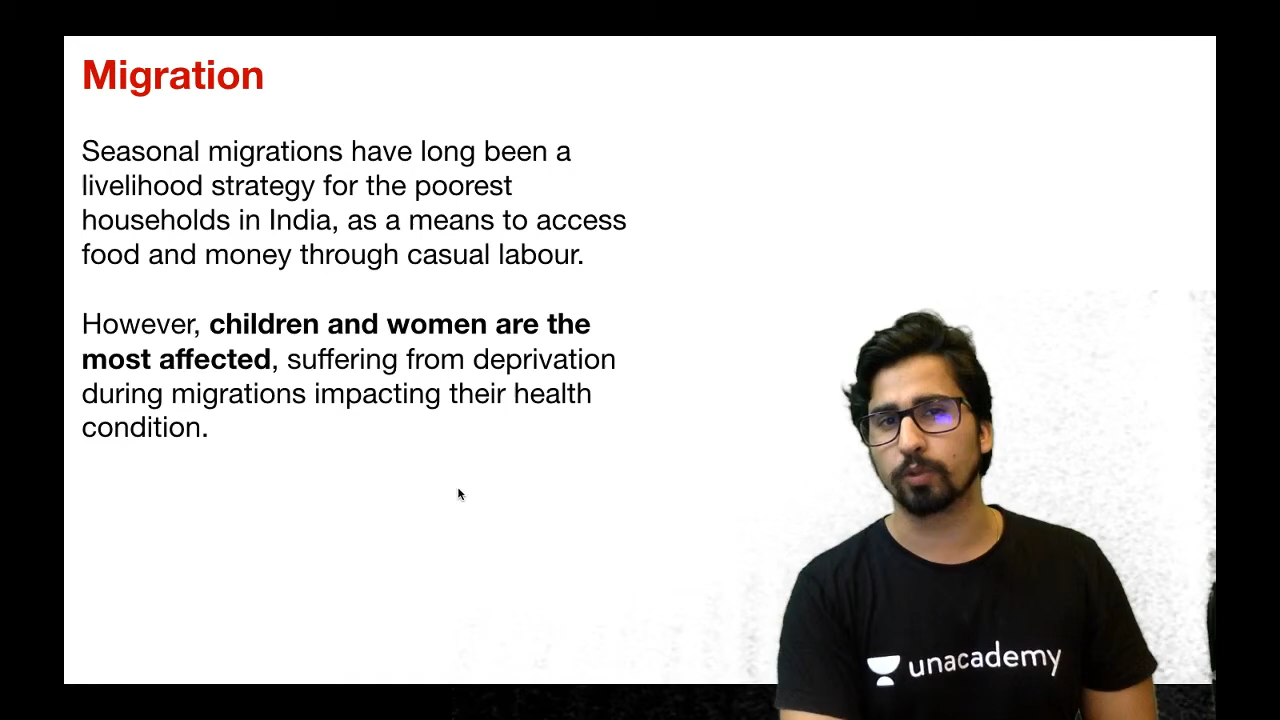 Migration
Seasonal migrations have long been a
livelihood strategy for the poorest
households in India, as a means to access
food and money through casual labour.
However, children and women are the
most affected, suffering from deprivation
during migrations impacting their health
condition.
unacademy